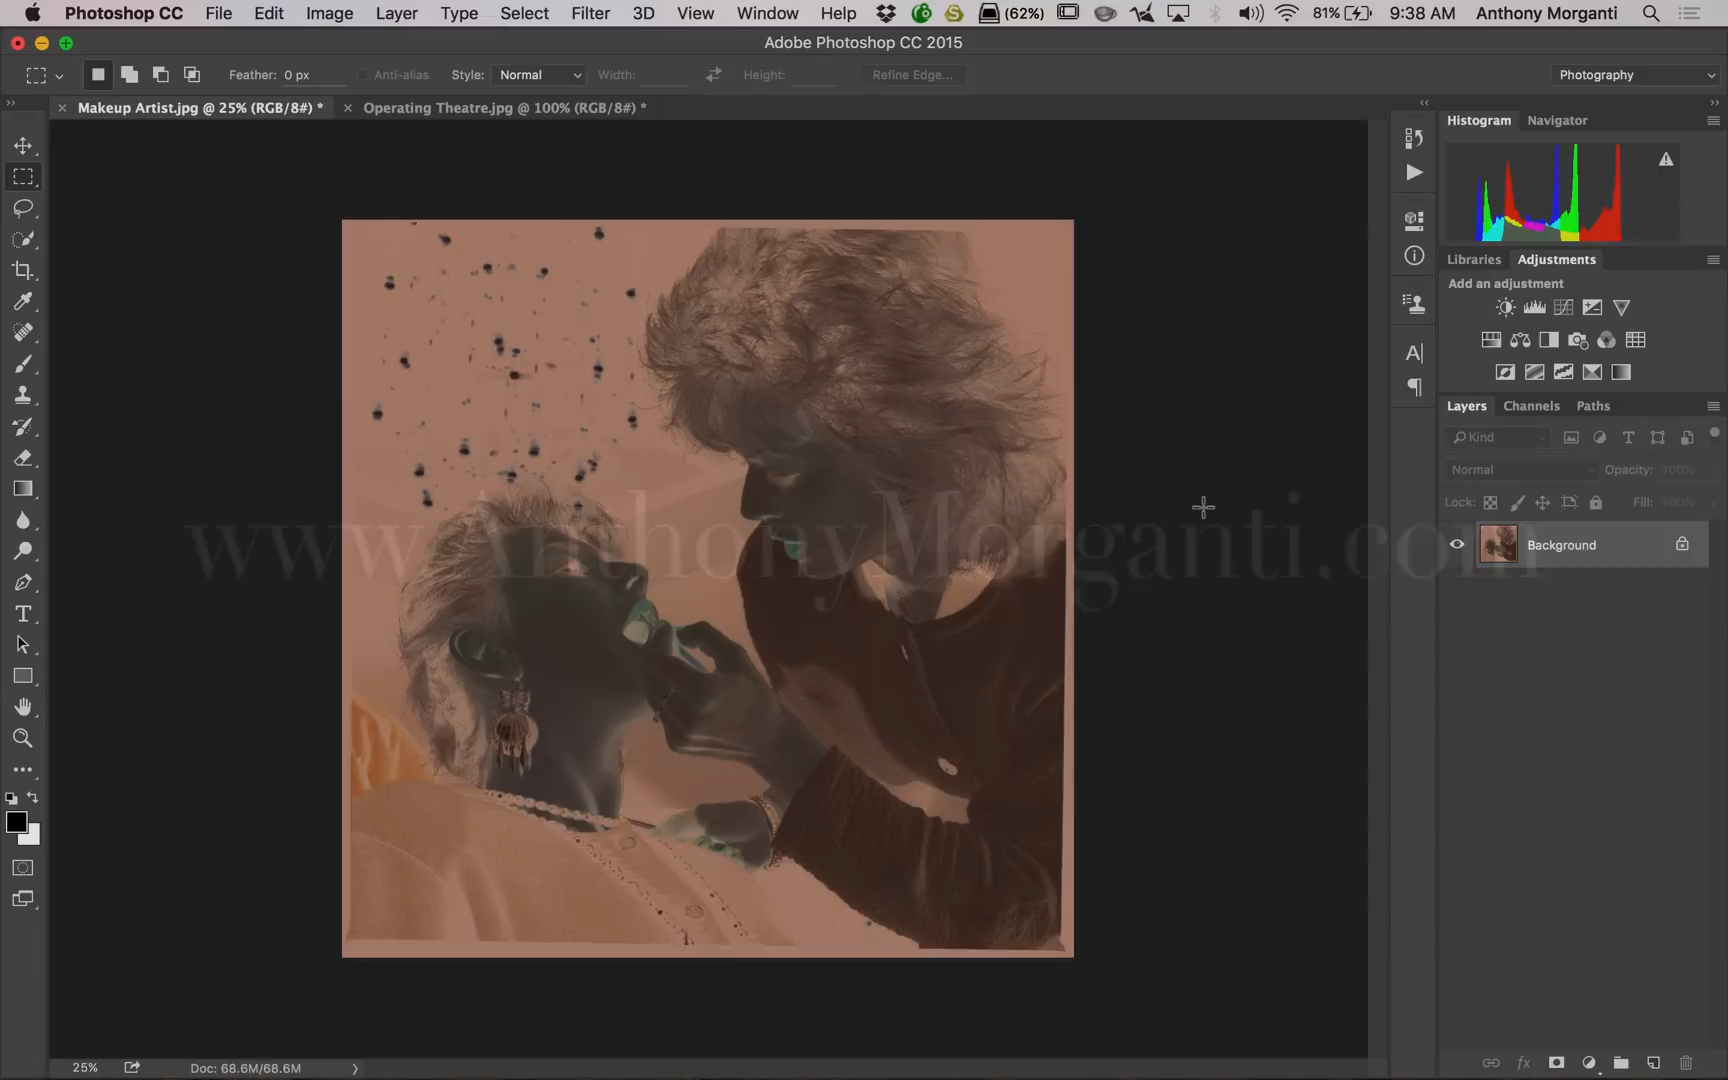 Photoshop CC File Edit Image Layer Type Select Filter 3D View Window Help (62%) 81% 9:38 AM Anthony Morganti
Adobe Photoshop CC 2015
Feather: 0 px Anti-alias Style: Normal Width: Height: Refine Edge... Photography
Makeup Artist.jpg @ 25% (RGB/8#) * Operating Theatre.jpg @ 100% (RGB/8#) *
Histogram Navigator
Libraries Adjustments
Add an adjustment
Layers Channels Paths
Kind
Normal Opacity: 100%
Lock: Fill: 100%
Background
www.AnthonyMorganti.com
25% Doc: 68.6M/68.6M